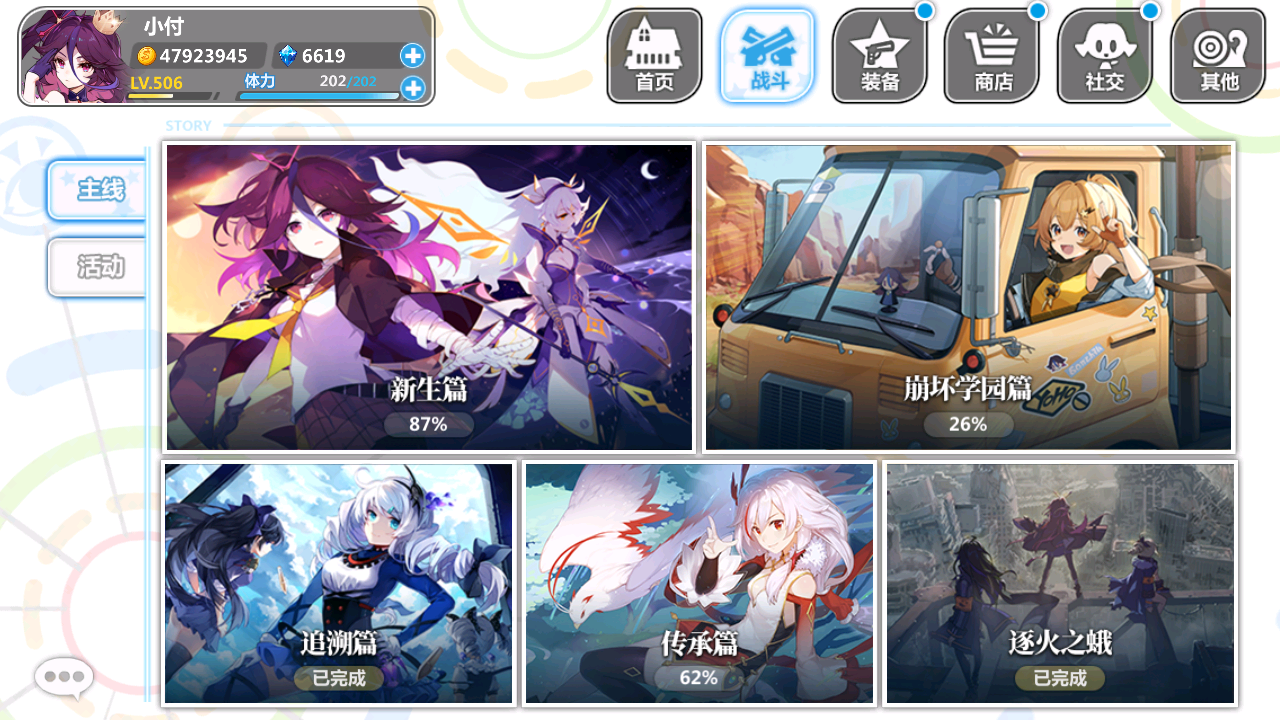 小付
47923945
6619
LV.506
体力
202/202
首页
战斗
装备
商店
社交
其他
STORY
主线
活动
新生篇
87%
崩坏学园篇
26%
追溯篇
已完成
传承篇
62%
逐火之蛾
已完成